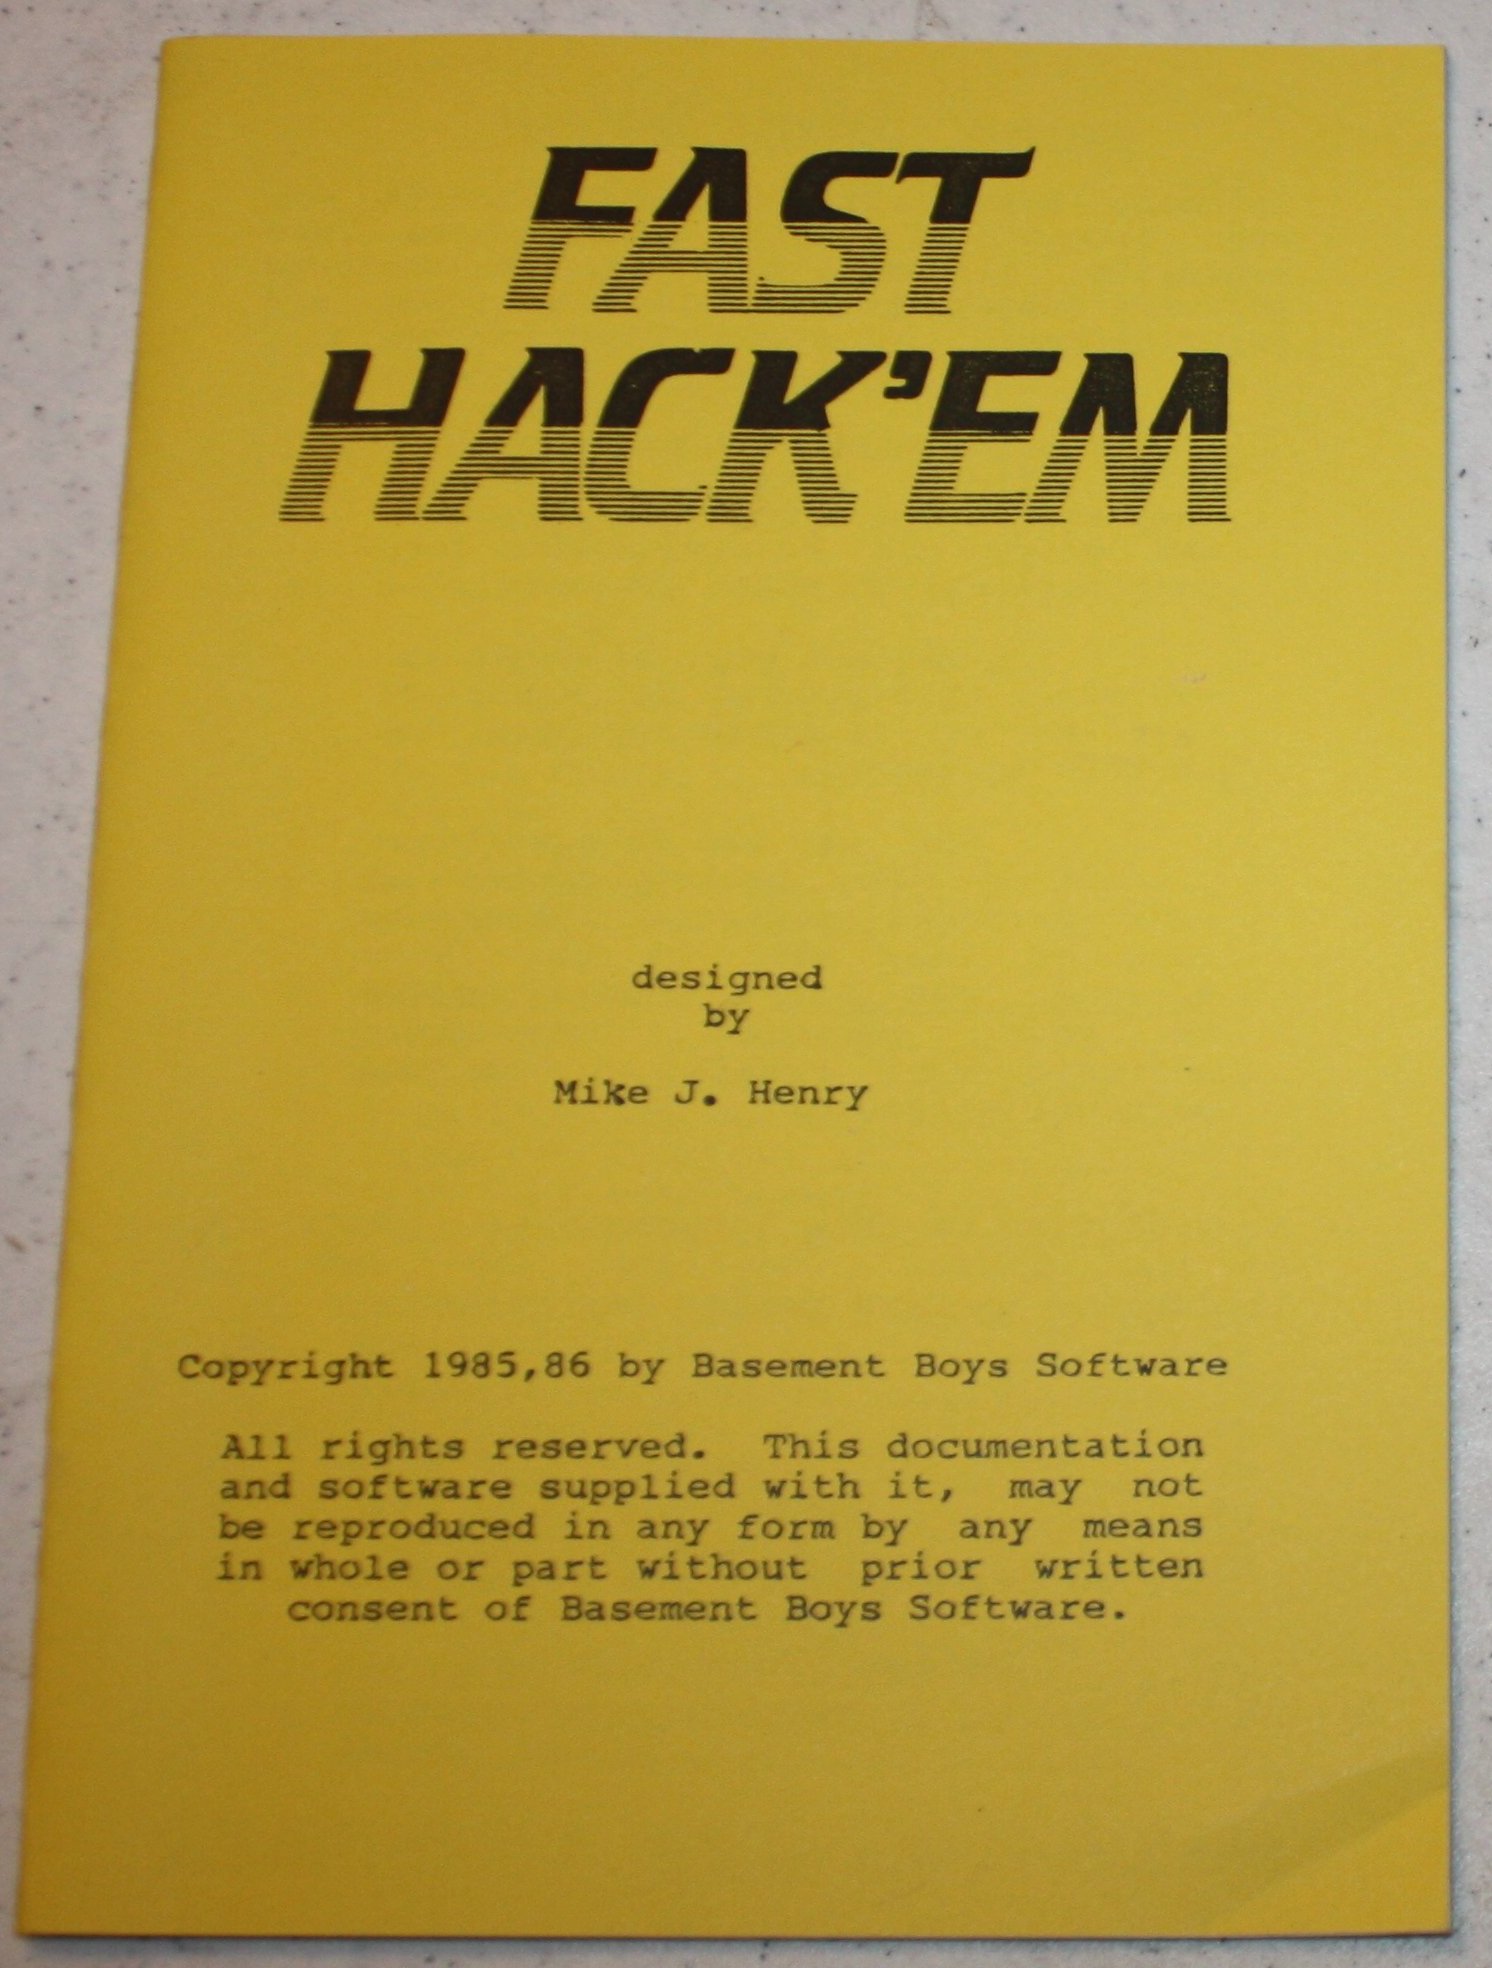 FAST
HACK'EM
designed
by
Mike J. Henry
Copyright 1985,86 by Basement Boys Software
All rights reserved. This documentation
and software supplied with it, may not
be reproduced in any form by any means
in whole or part without prior written
consent of Basement Boys Software.